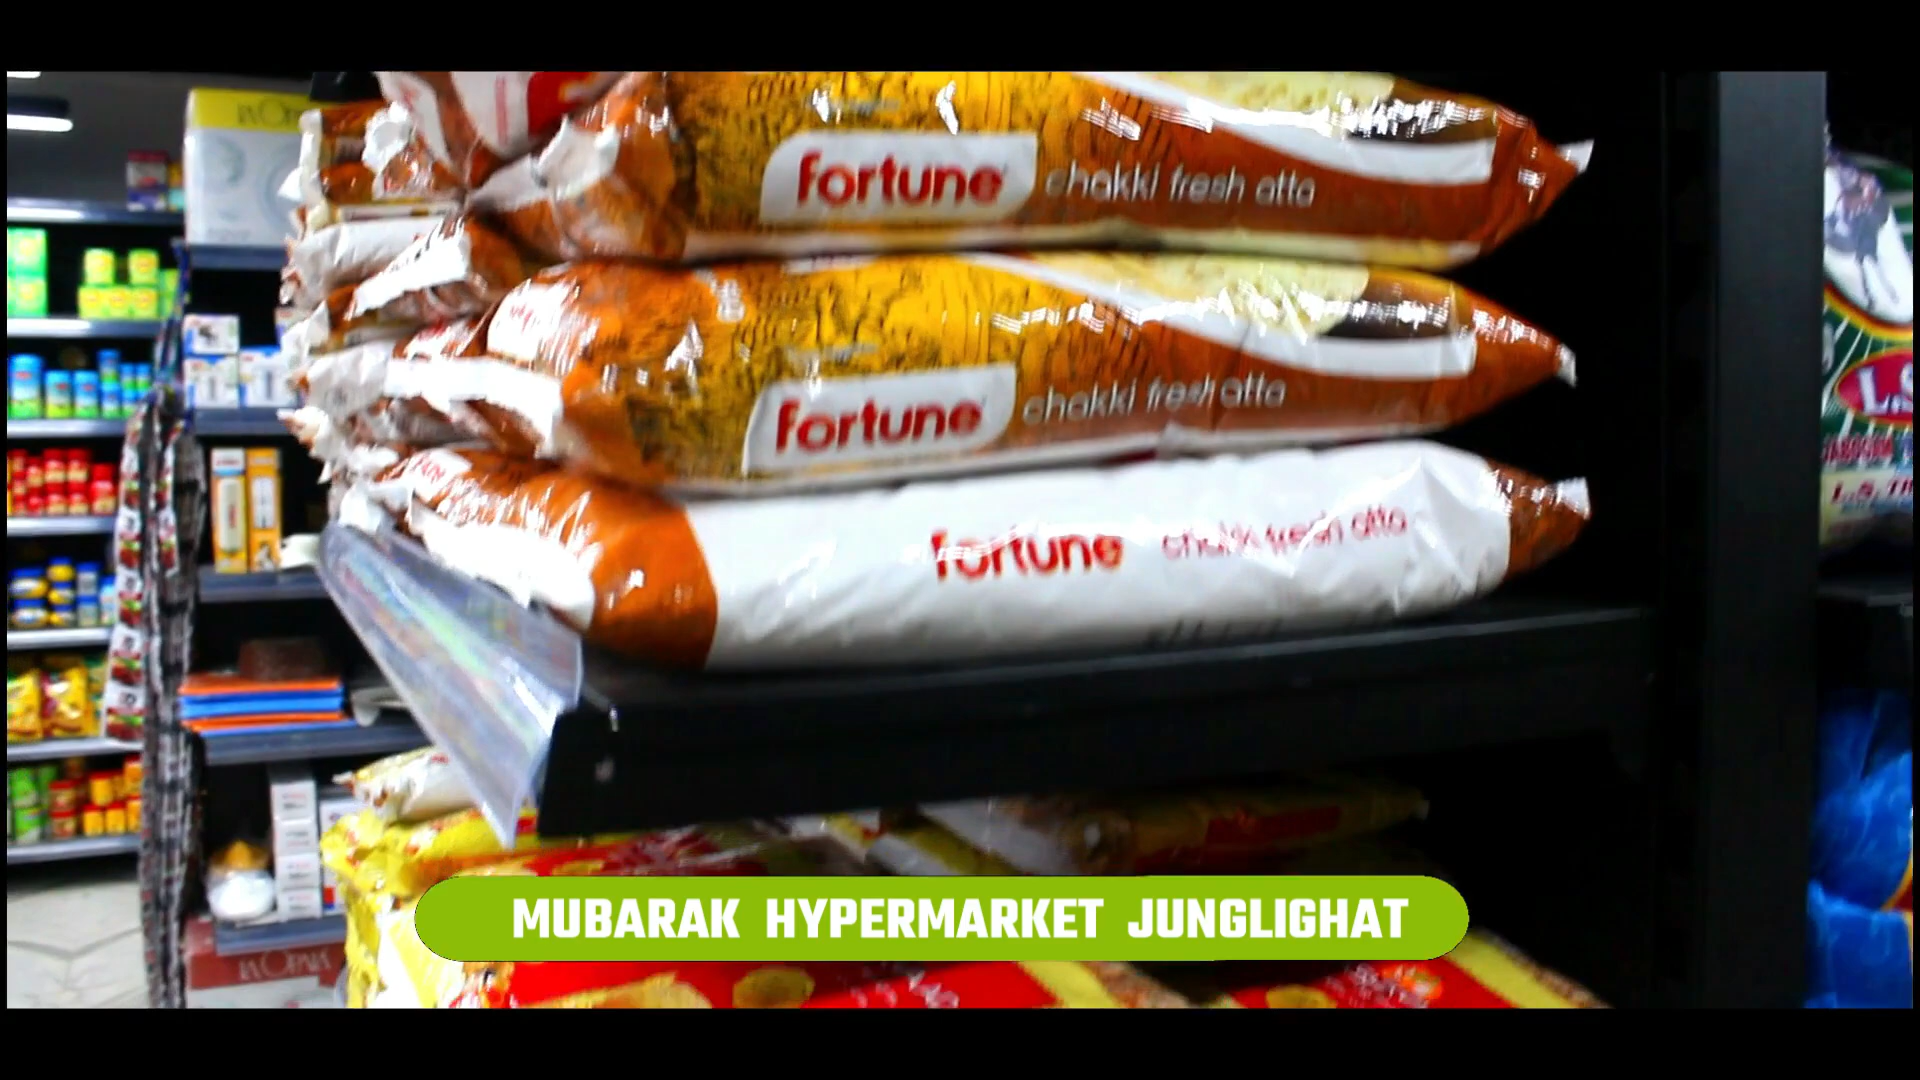 fortune chakki fresh atta
fortune chakki fresh atta
fortune chakki fresh atta
L.S.
MUBARAK HYPERMARKET JUNGLIGHAT